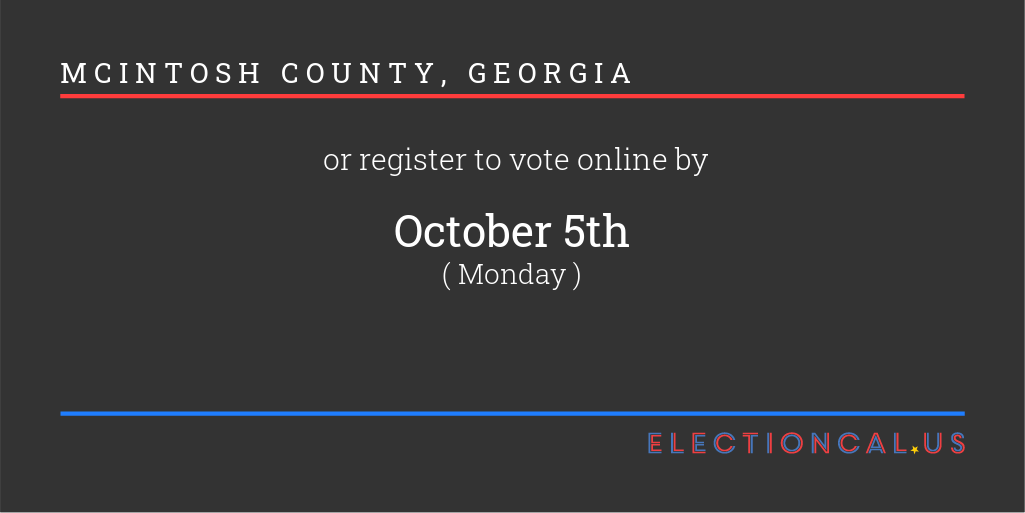 MCINTOSH COUNTY, GEORGIA
or register to vote online by
October 5th
( Monday )
ELECTIONCAL.US